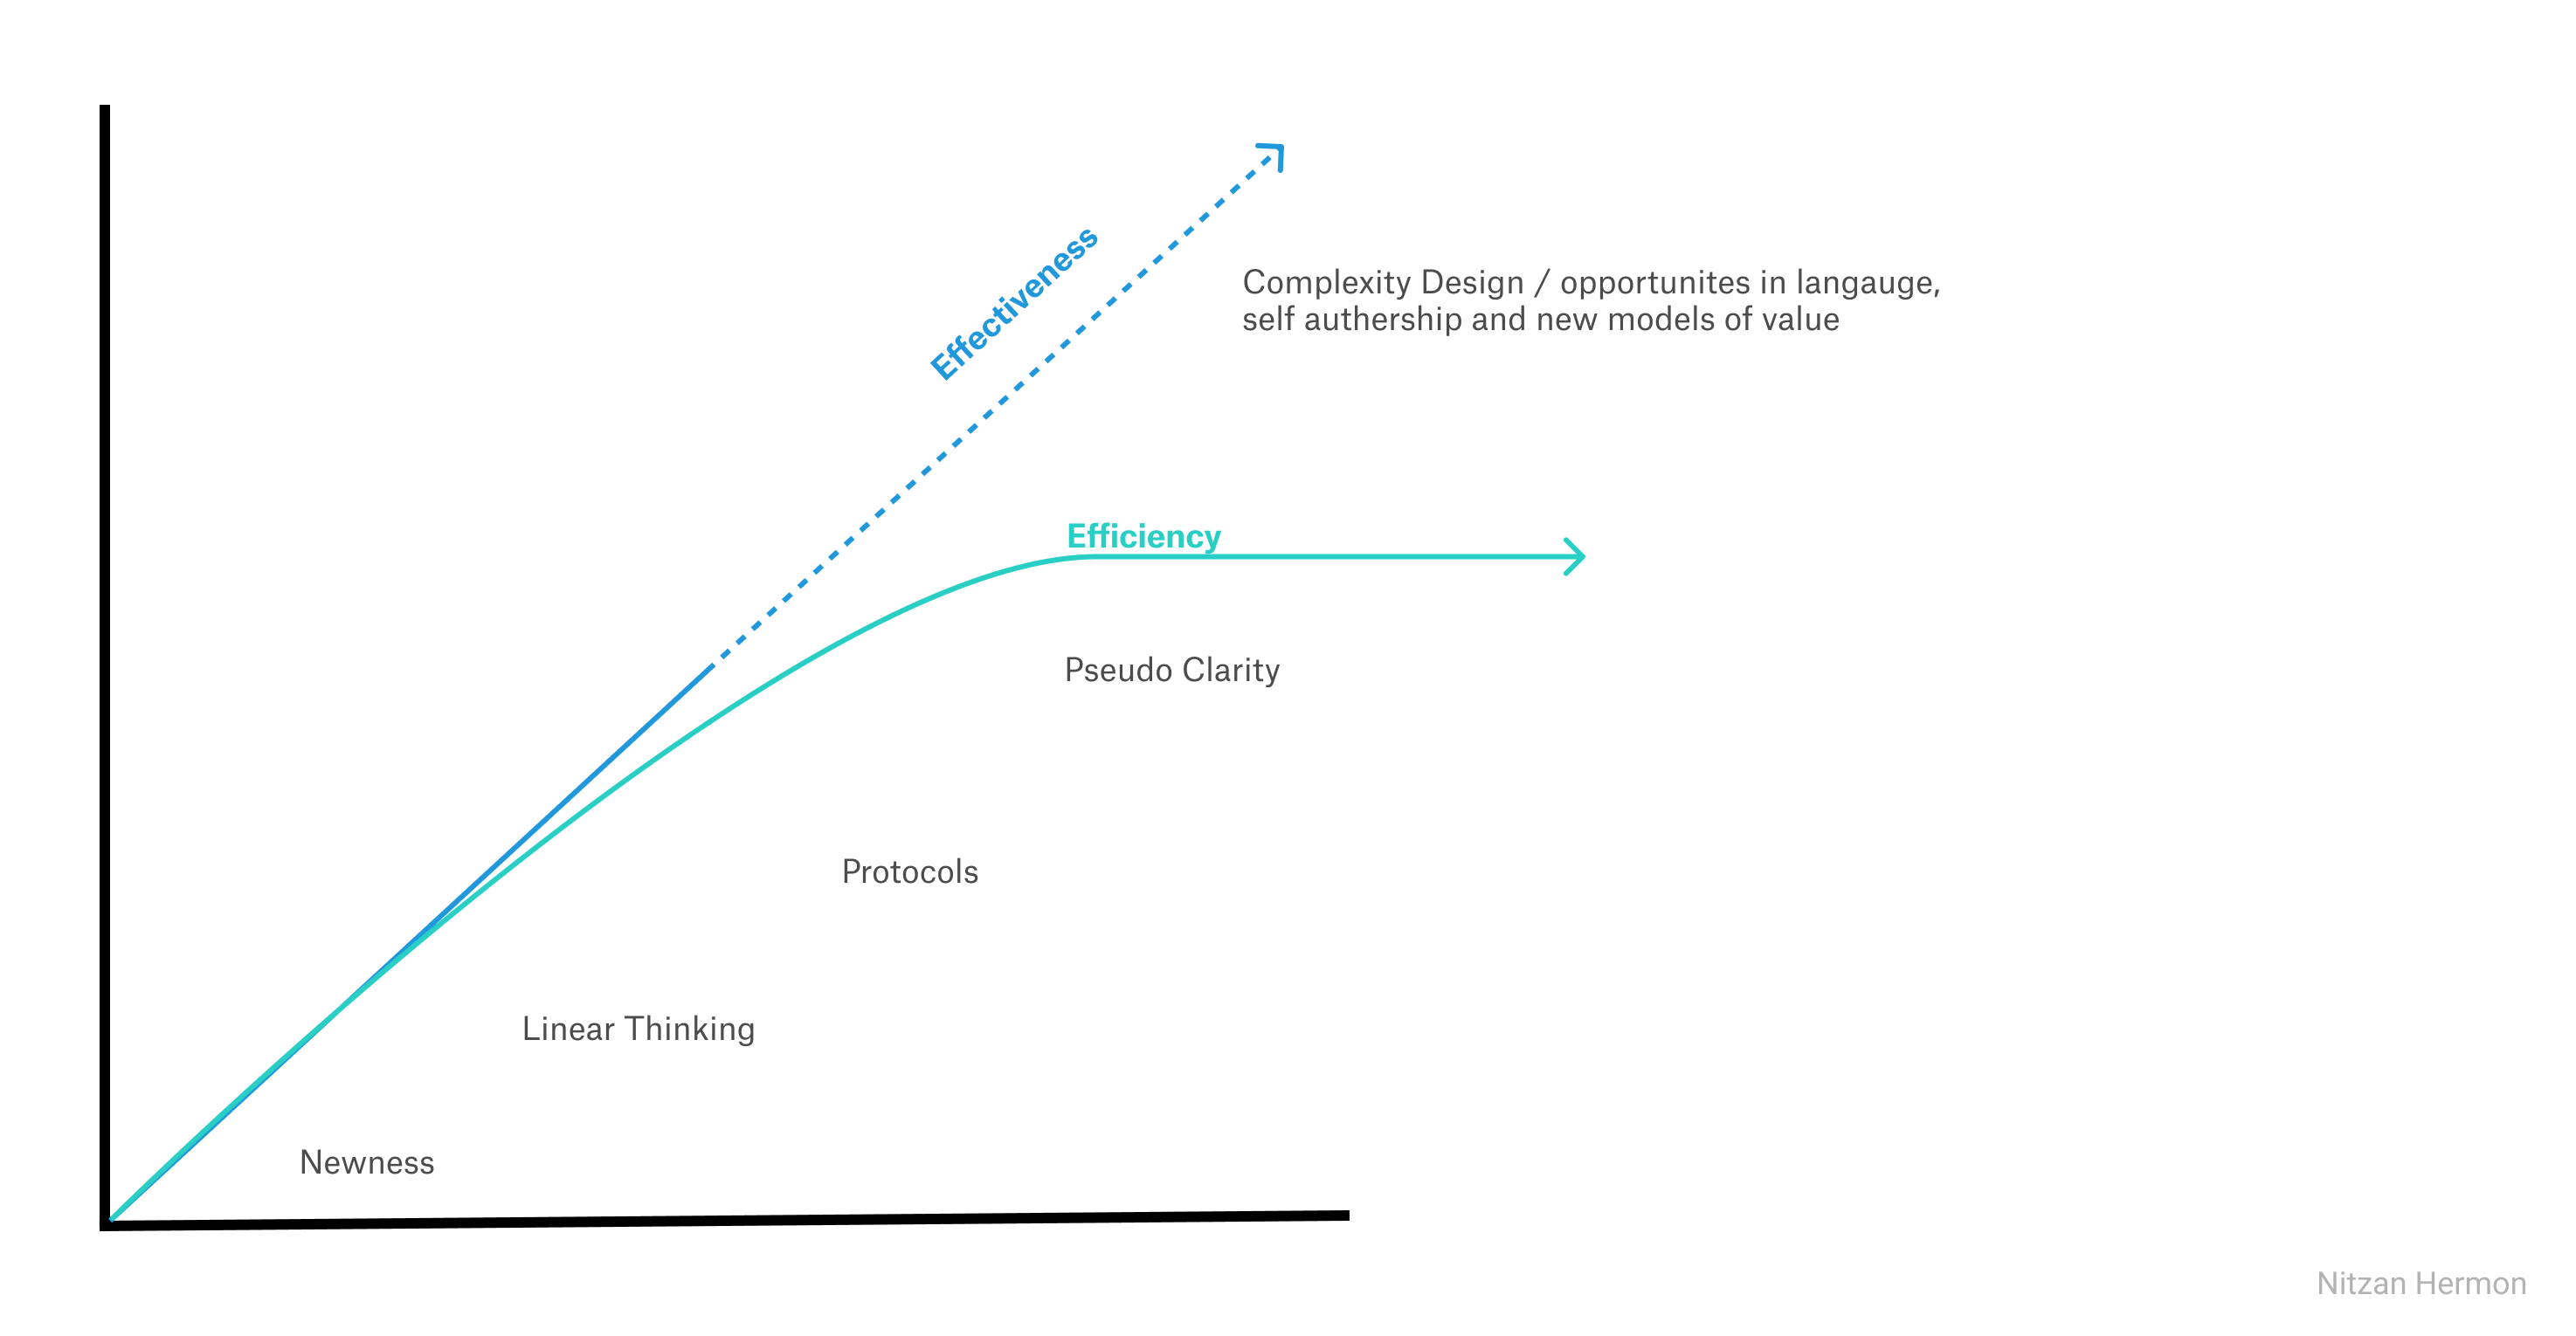 Effectiveness
Complexity Design / opportunites in langauge,
self authership and new models of value
Efficiency
Pseudo Clarity
Protocols
Linear Thinking
Newness
Nitzan Hermon